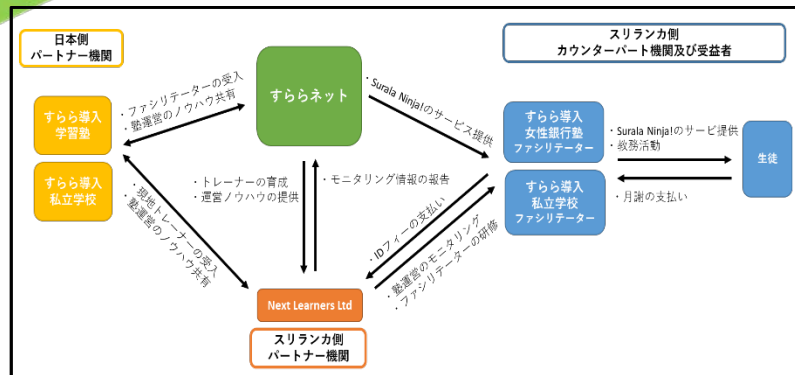 日本側
パートナー機関
スリランカ側
カウンターパート機関及び受益者
すららネット
・ファシリテーターの受入
・塾運営のノウハウ共有
・Surala Ninja!のサービス提供
すらら導入
学習塾
すらら導入
私立学校
すらら導入
女性銀行塾
ファシリテーター
すらら導入
私立学校
ファシリテーター
・Surala Ninja!のサービ提供
・教務活動
生徒
・月謝の支払い
・トレーナーの育成
・運営ノウハウの提供
・モニタリング情報の報告
・現地トレーナーの受入
・塾運営のノウハウ共有
・IDフィーの支払い
・塾運営のモニタリング
・ファシリテーターの研修
Next Learners Ltd
スリランカ側
パートナー機関